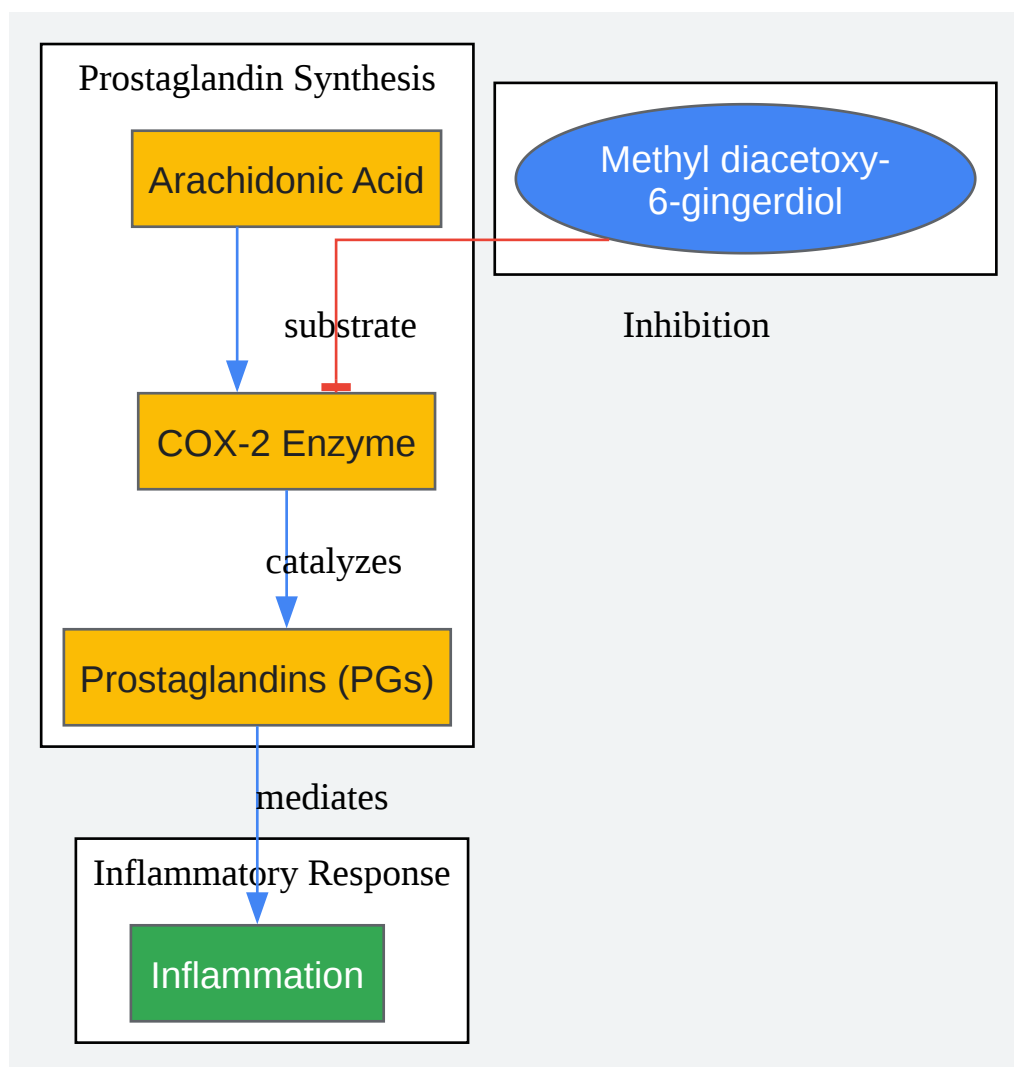 Prostaglandin Synthesis
Arachidonic Acid
Methyl diacetoxy-
6-gingerdiol
substrate
Inhibition
COX-2 Enzyme
catalyzes
Prostaglandins (PGs)
mediates
Inflammatory Response
Inflammation